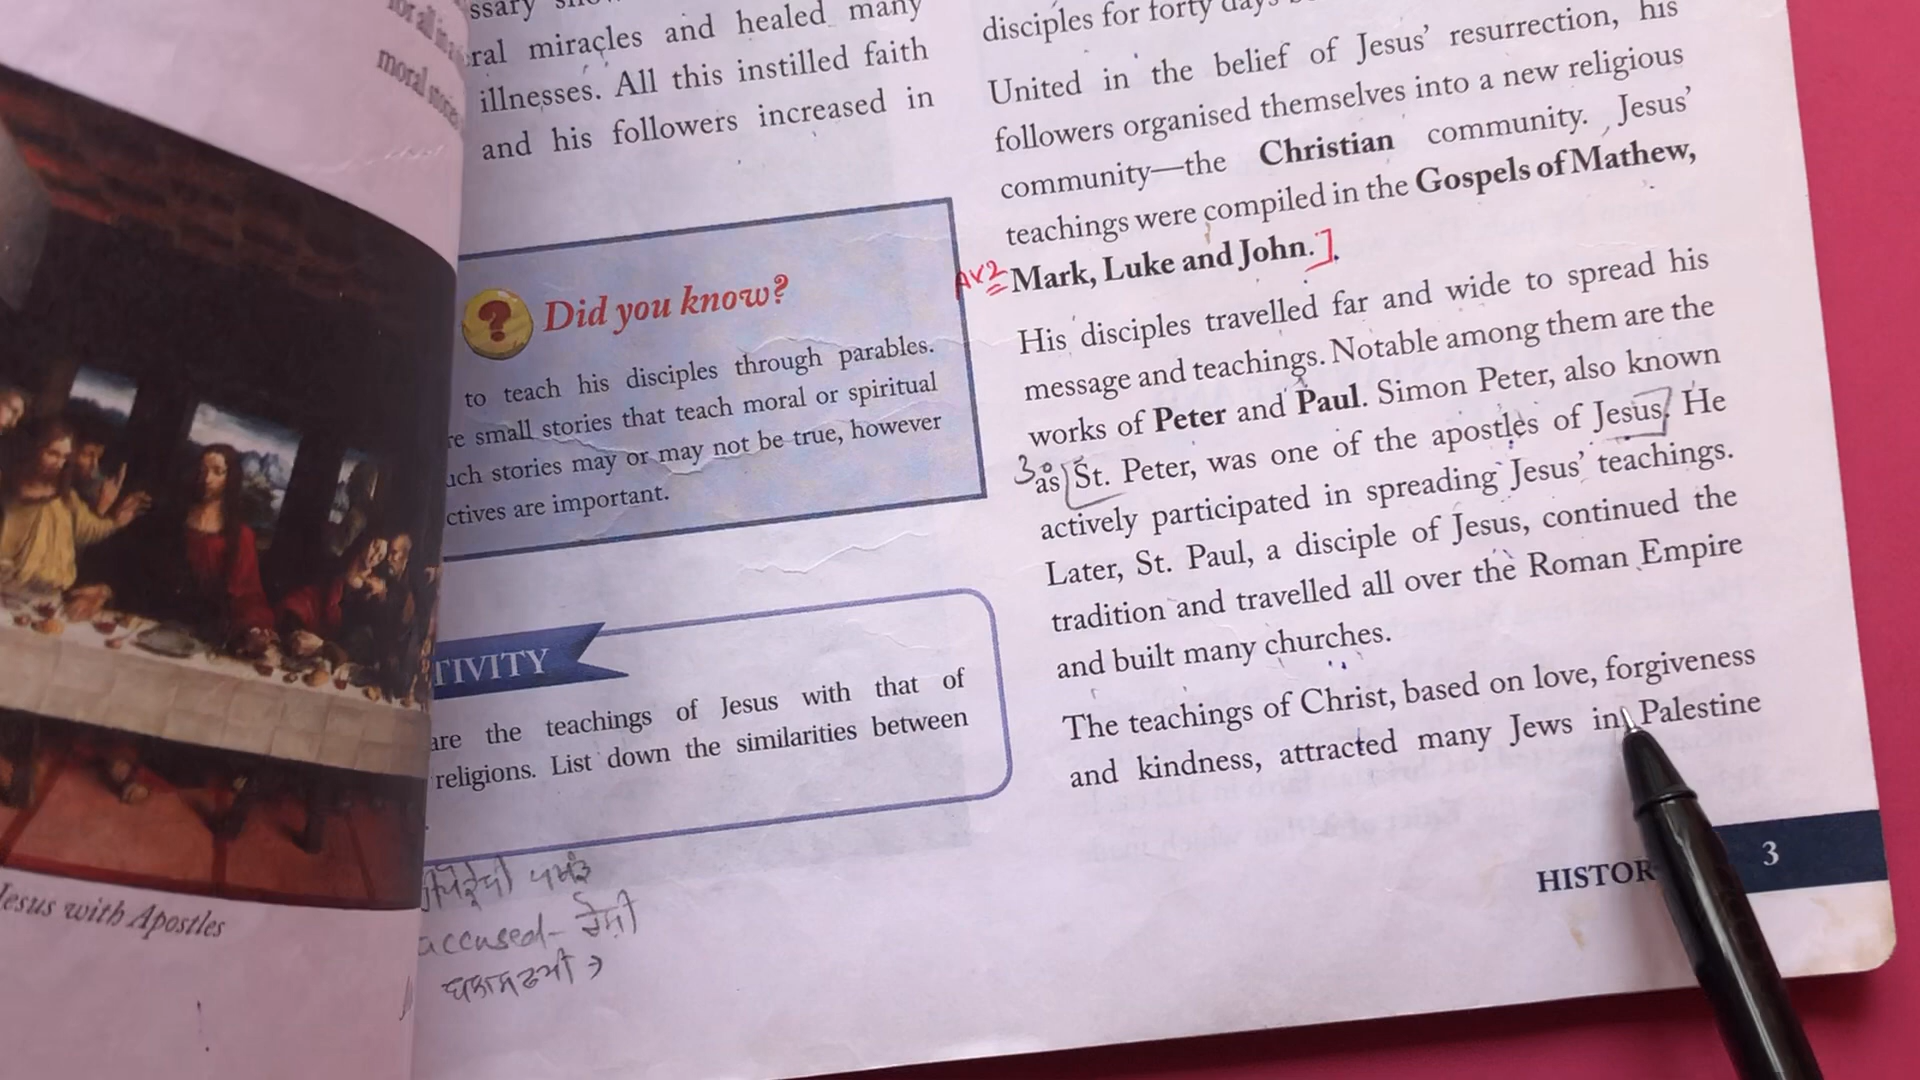 for all
moral stories
ral miracles and healed many
illnesses. All this instilled faith
and his followers increased in
Did you know?
to teach his disciples through parables.
re small stories that teach moral or spiritual
uch stories may or may not be true, however
ctives are important.
TIVITY
are the teachings of Jesus with that of
religions. List down the similarities between
accused-
Jesus with Apostles
disciples for forty days
United in the belief of Jesus' resurrection, his
followers organised themselves into a new religious
community—the Christian community. Jesus'
teachings were compiled in the Gospels of Mathew,
Mark, Luke and John.
His disciples travelled far and wide to spread his
message and teachings. Notable among them are the
works of Peter and Paul. Simon Peter, also known
as St. Peter, was one of the apostles of Jesus. He
actively participated in spreading Jesus' teachings.
Later, St. Paul, a disciple of Jesus, continued the
tradition and travelled all over the Roman Empire
and built many churches.
The teachings of Christ, based on love, forgiveness
and kindness, attracted many Jews in Palestine
HISTOR 3